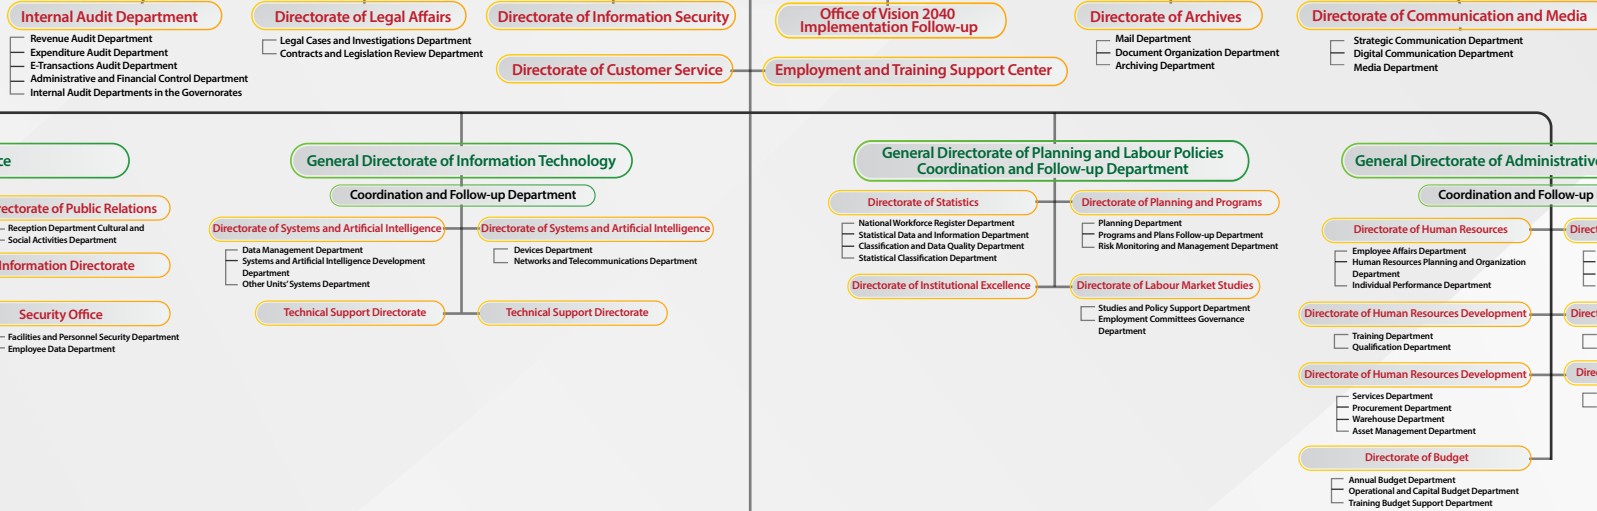 Internal Audit Department
Revenue Audit Department
Expenditure Audit Department
E-Transactions Audit Department
Administrative and Financial Control Department
Internal Audit Departments in the Governorates
Directorate of Legal Affairs
Legal Cases and Investigations Department
Contracts and Legislation Review Department
Directorate of Information Security
Directorate of Customer Service
Office of Vision 2040
Implementation Follow-up
Employment and Training Support Center
Directorate of Archives
Mail Department
Document Organization Department
Archiving Department
Directorate of Communication and Media
Strategic Communication Department
Digital Communication Department
Media Department
ce
ectorate of Public Relations
Reception Department Cultural and
Social Activities Department
Information Directorate
Security Office
Facilities and Personnel Security Department
Employee Data Department
General Directorate of Information Technology
Coordination and Follow-up Department
Directorate of Systems and Artificial Intelligence
Data Management Department
Systems and Artificial Intelligence Development
Department
Other Units' Systems Department
Directorate of Systems and Artificial Intelligence
Devices Department
Networks and Telecommunications Department
Technical Support Directorate
Technical Support Directorate
General Directorate of Planning and Labour Policies
Coordination and Follow-up Department
Directorate of Statistics
National Workforce Register Department
Statistical Data and Information Department
Classification and Data Quality Department
Statistical Classification Department
Directorate of Planning and Programs
Planning Department
Programs and Plans Follow-up Department
Risk Monitoring and Management Department
Directorate of Institutional Excellence
Directorate of Labour Market Studies
Studies and Policy Support Department
Employment Committees Governance
Department
General Directorate of Administrative
Coordination and Follow-up
Directorate of Human Resources
Employee Affairs Department
Human Resources Planning and Organization
Department
Individual Performance Department
Direct
Directorate of Human Resources Development
Training Department
Qualification Department
Direct
Directorate of Human Resources Development
Services Department
Procurement Department
Warehouse Department
Asset Management Department
Dire
Directorate of Budget
Annual Budget Department
Operational and Capital Budget Department
Training Budget Support Department